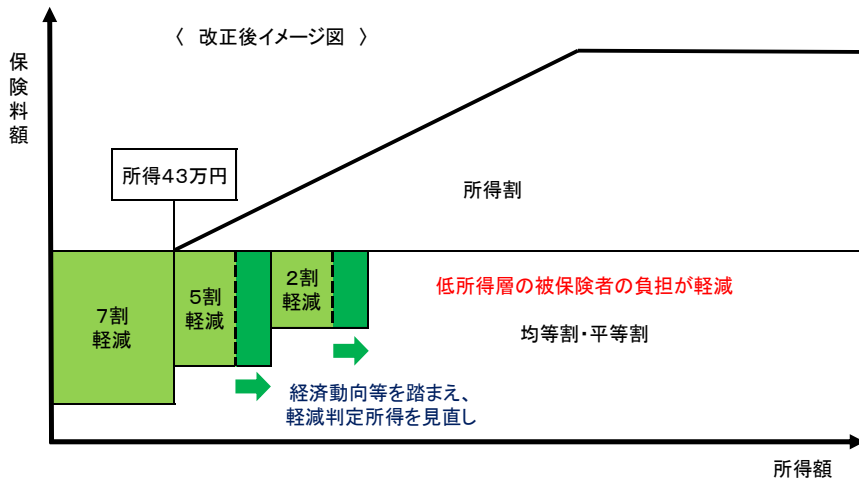 〈 改正後イメージ図 〉
保険料額
所得43万円
所得割
7割
軽減
5割
軽減
2割
軽減
低所得層の被保険者の負担が軽減
均等割・平等割
経済動向等を踏まえ、
軽減判定所得を見直し
所得額